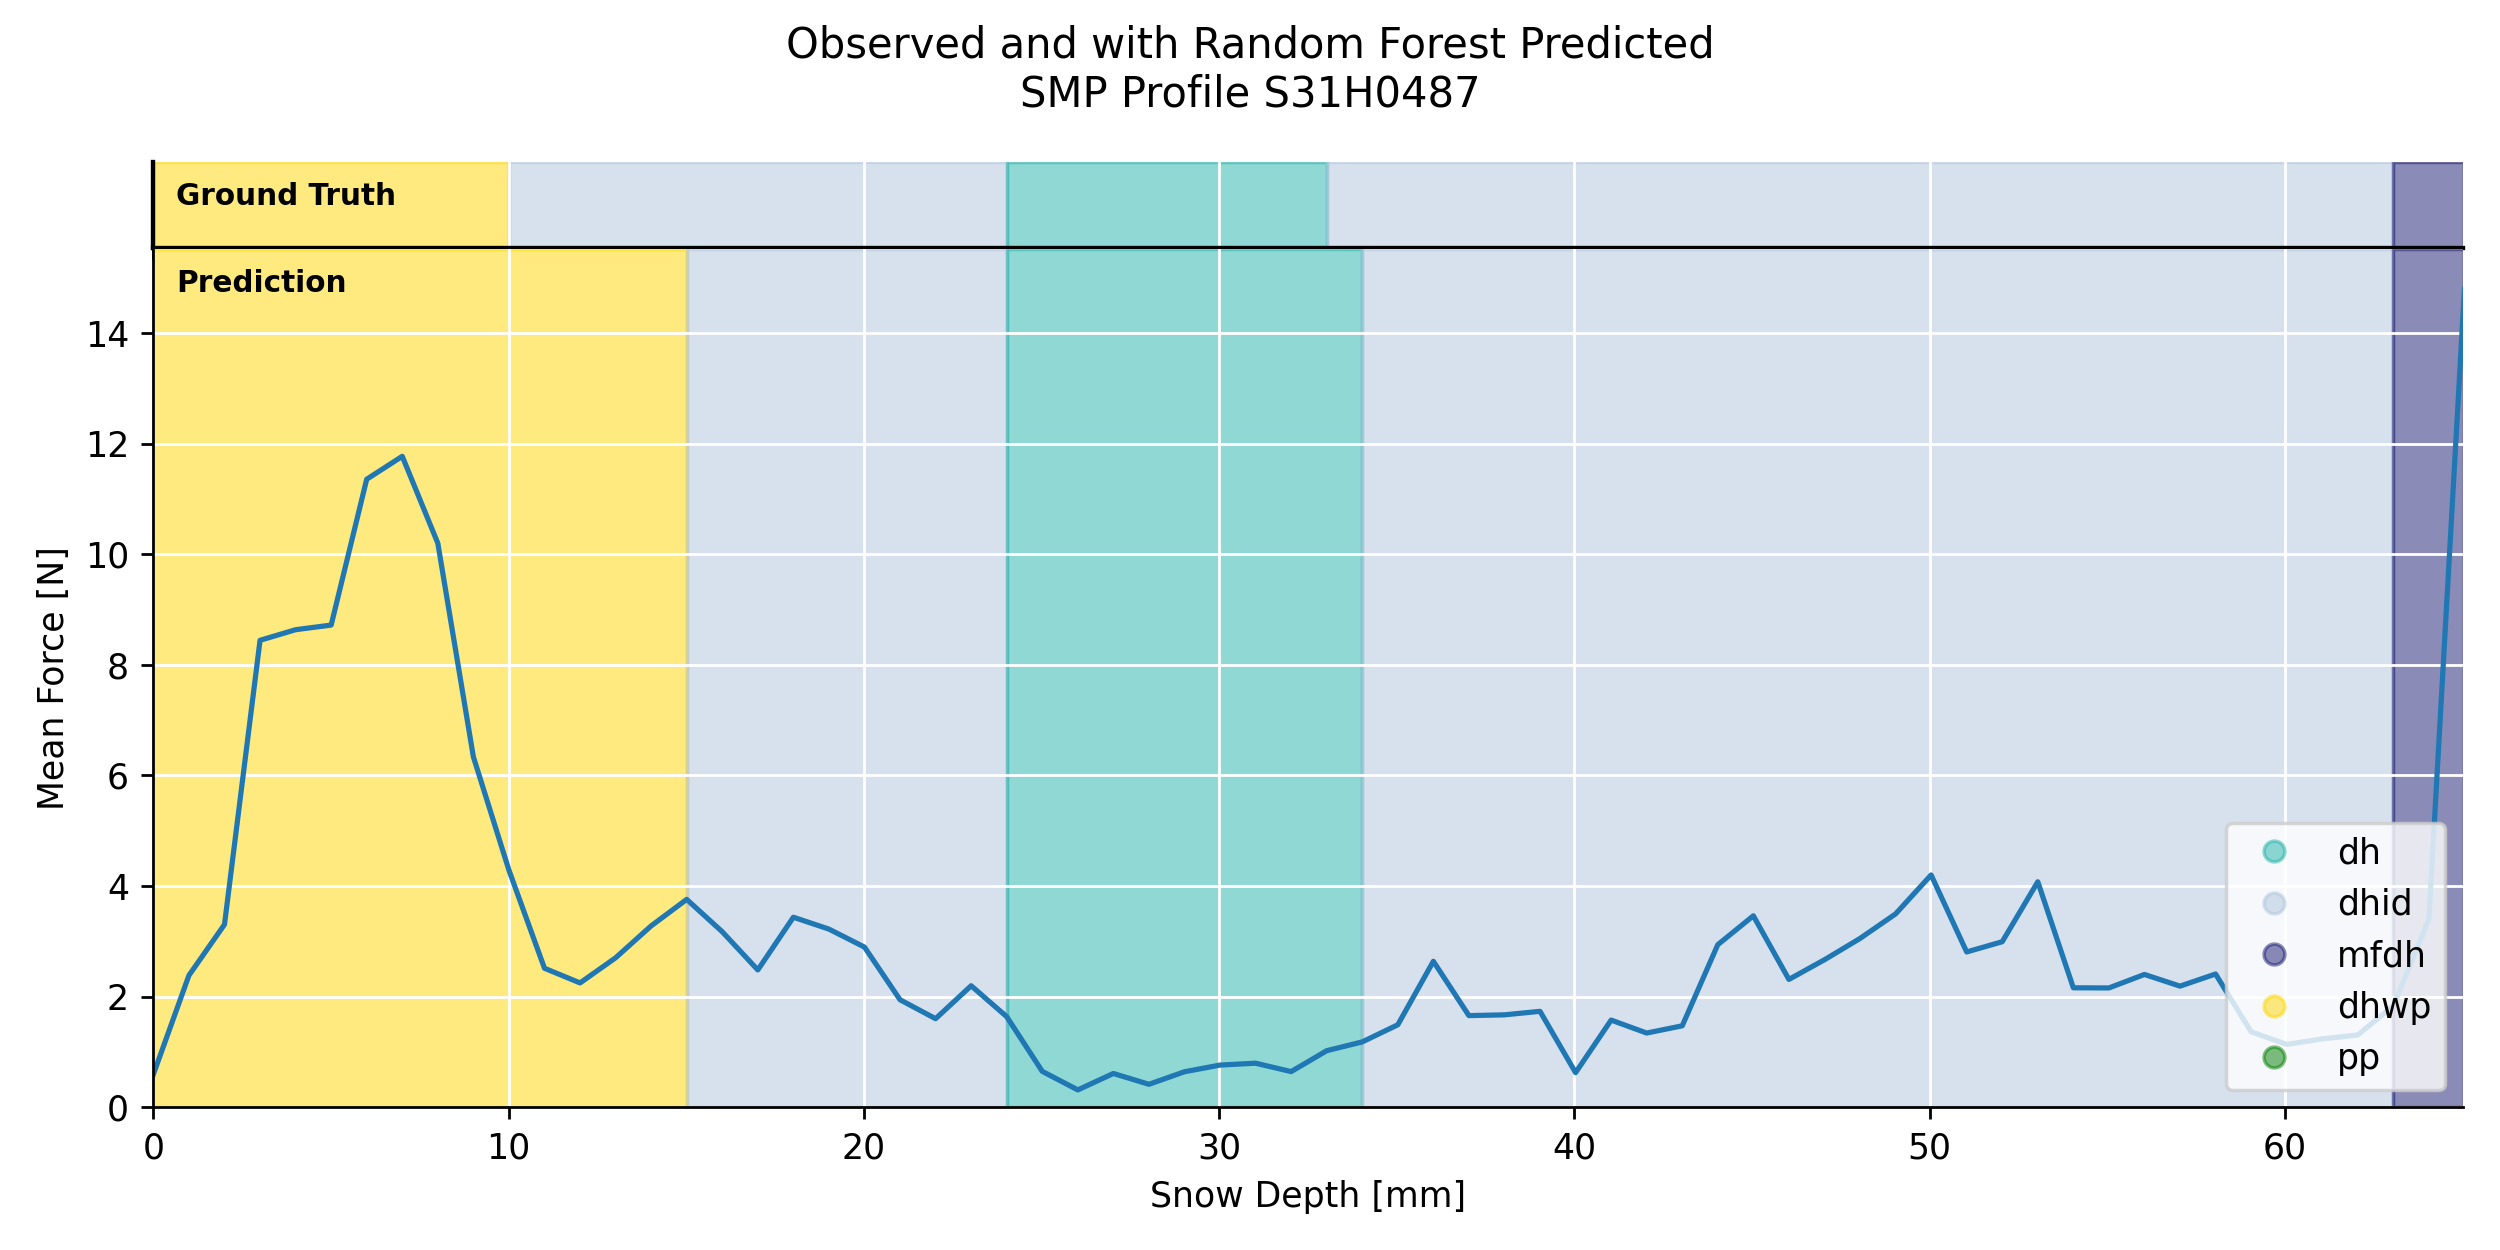 Observed and with Random Forest Predicted
SMP Profile S31H0487
Ground Truth
Prediction
14
12
10
8
6
4
2
0
Mean Force [N]
dh
dhid
mfdh
dhwp
pp
0 10 20 30 40 50 60
Snow Depth [mm]